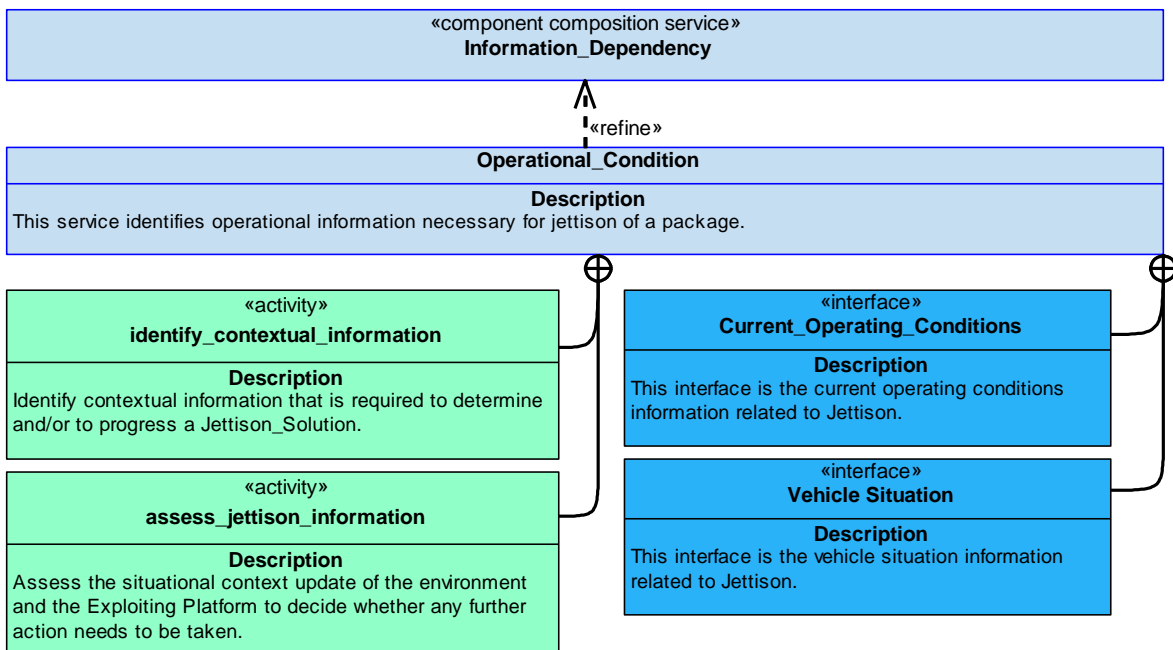 «component composition service»
Information_Dependency
«refine»
Operational_Condition
Description
This service identifies operational information necessary for jettison of a package.
«activity»
identify_contextual_information
Description
Identify contextual information that is required to determine
and/or to progress a Jettison_Solution.
«activity»
assess_jettison_information
Description
Assess the situational context update of the environment
and the Exploiting Platform to decide whether any further
action needs to be taken.
«interface»
Current_Operating_Conditions
Description
This interface is the current operating conditions
information related to Jettison.
«interface»
Vehicle Situation
Description
This interface is the vehicle situation information
related to Jettison.